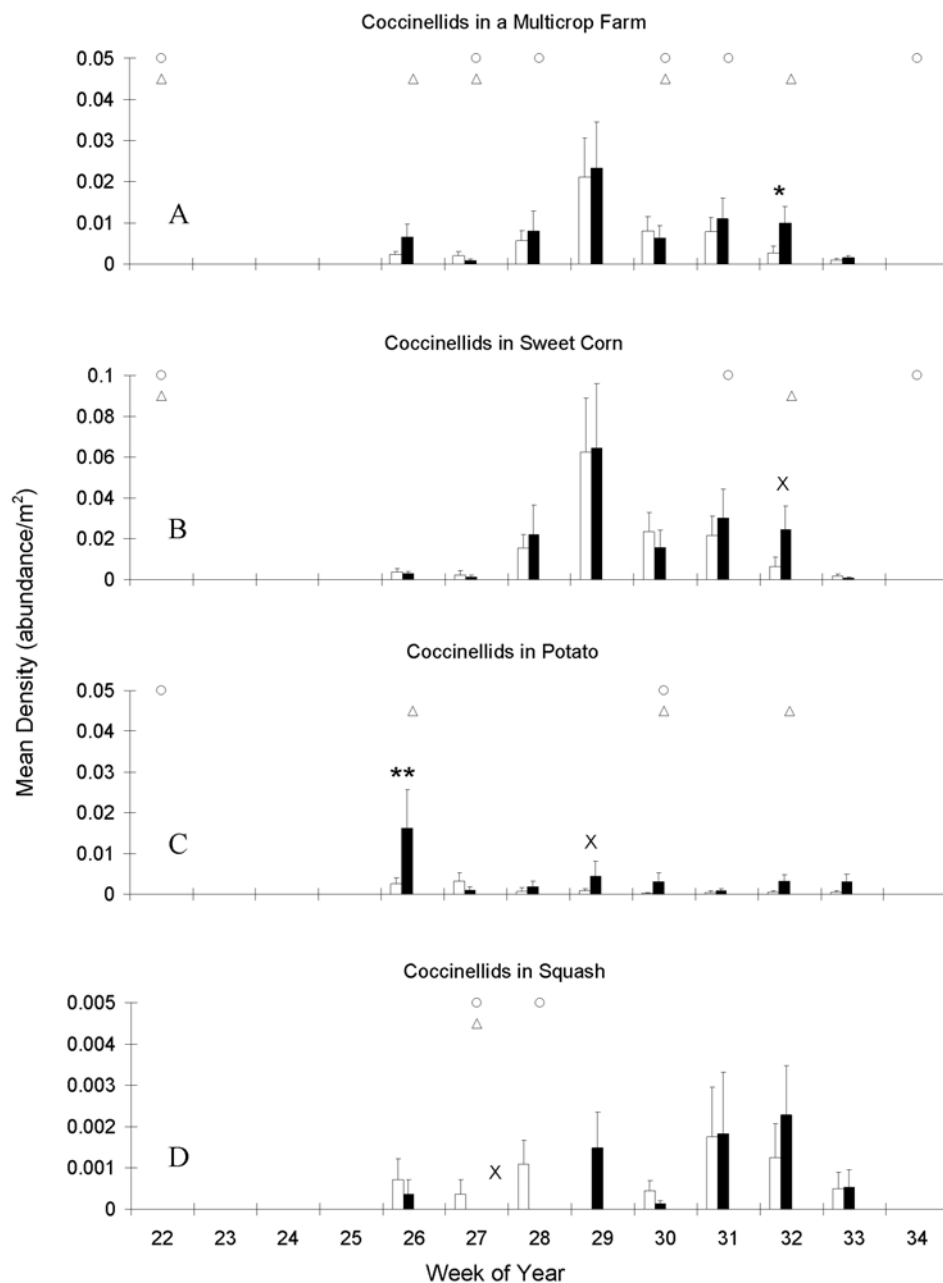 Coccinellids in a Multicrop Farm
0.05
0.04
0.03
0.02
0.01
0
A
*
Coccinellids in Sweet Corn
0.1
0.08
0.06
0.04
0.02
0
B
X
Mean Density (abundance/m²)
Coccinellids in Potato
0.05
0.04
0.03
0.02
0.01
0
C
**
X
Coccinellids in Squash
0.005
0.004
0.003
0.002
0.001
0
D
X
22 23 24 25 26 27 28 29 30 31 32 33 34
Week of Year